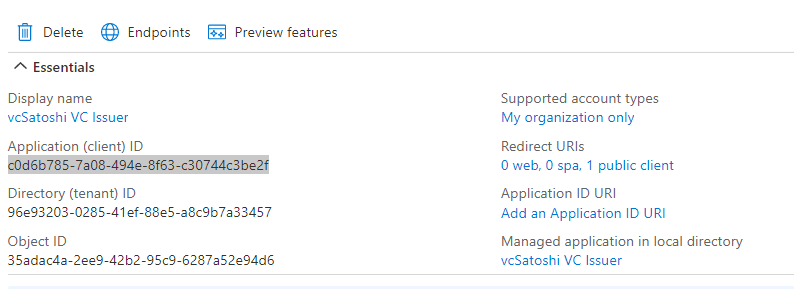 Delete Endpoints Preview features
Essentials
Display name
vcSatoshi VC Issuer
Application (client) ID
c0d6b785-7a08-494e-8f63-c30744c3be2f
Directory (tenant) ID
96e93203-0285-41ef-88e5-a8c9b7a33457
Object ID
35adac4a-2ee9-42b2-95c9-6287a52e94d6
Supported account types
My organization only
Redirect URIs
0 web, 0 spa, 1 public client
Application ID URI
Add an Application ID URI
Managed application in local directory
vcSatoshi VC Issuer